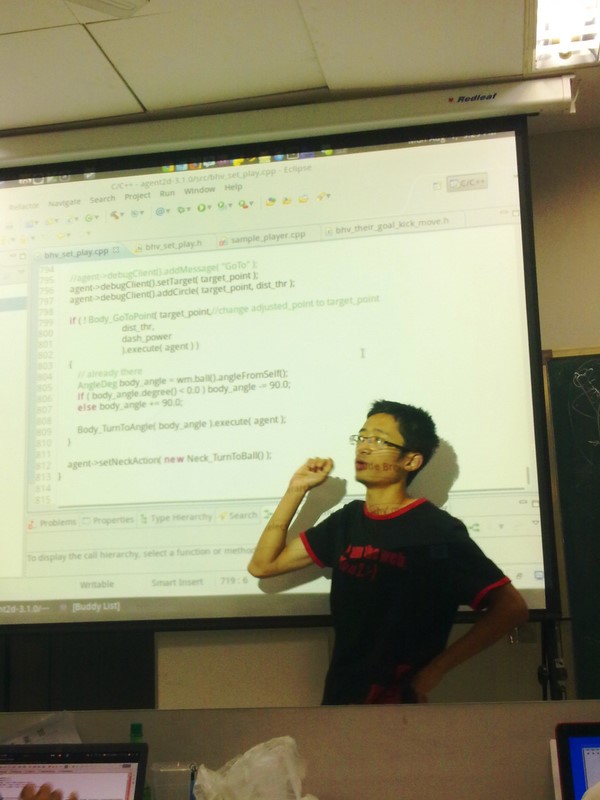 Redleaf
C/C++ - agent2d-3.1.0/src/bhv_set_play.cpp - Eclipse
Refactor Navigate Search Project Run Window Help
C/C++
bhv_set_play.cpp bhv_set_play.h sample_player.cpp bhv_their_goal_kick_move.h
794
795 //agent->debugClient().addMessage( "GoTo" );
796 agent->debugClient().setTarget( target_point );
797 agent->debugClient().addCircle( target_point, dist_thr );
798
799 if ( ! Body_GoToPoint( target_point,//change adjusted_point to target_point
800 dist_thr,
801 dash_power
802 ).execute( agent ) )
803 {
804 // already there
805 AngleDeg body_angle = wm.ball().angleFromSelf();
806 if ( body_angle.degree() < 0.0 ) body_angle -= 90.0;
807 else body_angle += 90.0;
808
809 Body_TurnToAngle( body_angle ).execute( agent );
810 }
811
812 agent->setNeckAction( new Neck_TurnToBall() );
813 }
814
815
Problems Properties Type Hierarchy Search
To display the call hierarchy, select a function or metho
Writable Smart Insert 719 : 6
[Buddy List]